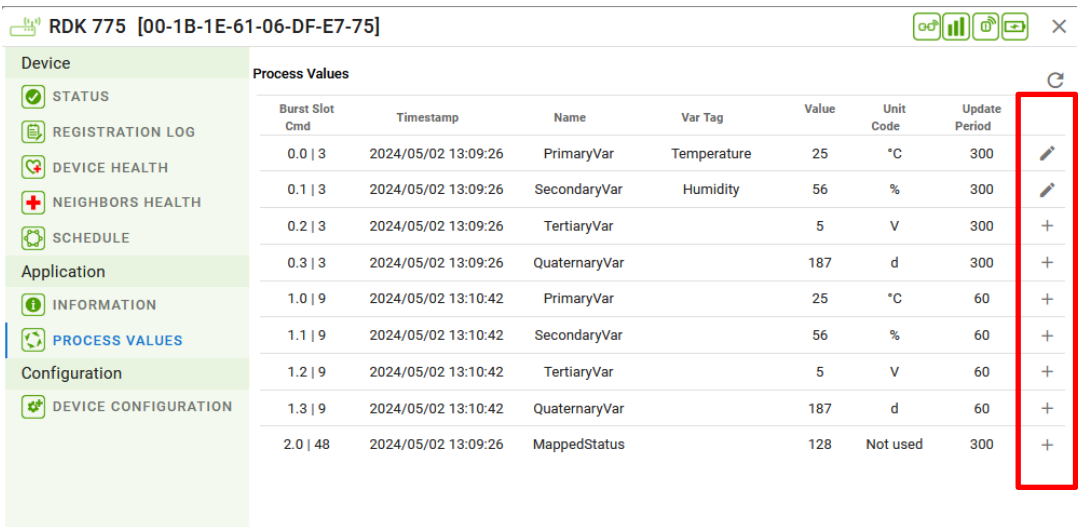 RDK 775 [00-1B-1E-61-06-DF-E7-75]
Device
STATUS
REGISTRATION LOG
DEVICE HEALTH
NEIGHBORS HEALTH
SCHEDULE
Application
INFORMATION
PROCESS VALUES
Configuration
DEVICE CONFIGURATION
Process Values
Burst Slot Cmd Timestamp Name Var Tag Value Unit Code Update Period
0.0 | 3 2024/05/02 13:09:26 PrimaryVar Temperature 25 °C 300
0.1 | 3 2024/05/02 13:09:26 SecondaryVar Humidity 56 % 300
0.2 | 3 2024/05/02 13:09:26 TertiaryVar 5 V 300 +
0.3 | 3 2024/05/02 13:09:26 QuaternaryVar 187 d 300 +
1.0 | 9 2024/05/02 13:10:42 PrimaryVar 25 °C 60 +
1.1 | 9 2024/05/02 13:10:42 SecondaryVar 56 % 60 +
1.2 | 9 2024/05/02 13:10:42 TertiaryVar 5 V 60 +
1.3 | 9 2024/05/02 13:10:42 QuaternaryVar 187 d 60 +
2.0 | 48 2024/05/02 13:09:26 MappedStatus 128 Not used 300 +